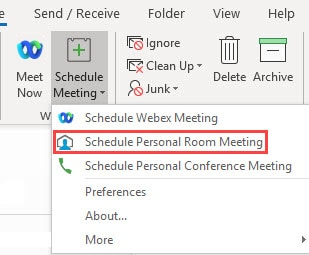 e Send / Receive Folder View
Meet Now
Schedule Meeting
Ignore
Clean Up
Junk
Delete
Archive
W
Schedule Webex Meeting
Schedule Personal Room Meeting
Schedule Personal Conference Meeting
Preferences
About...
More